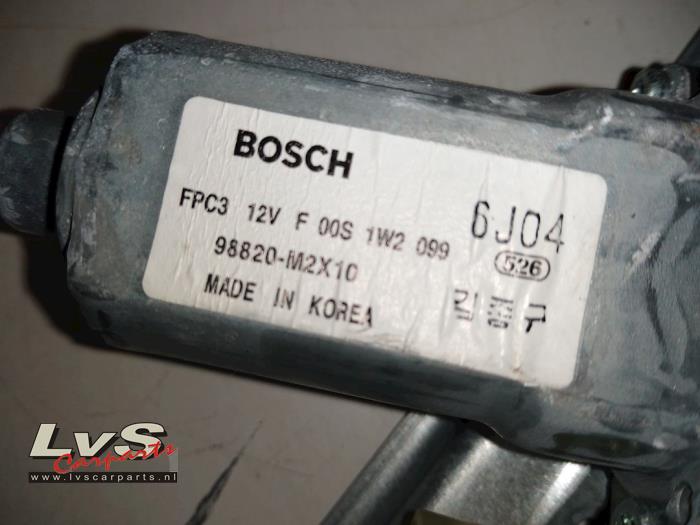 BOSCH
FPC3 12V F 00S 1W2 099
6J04
98820-M2X10
526
MADE IN KOREA
LvS
Carparts
www.lvscarparts.nl